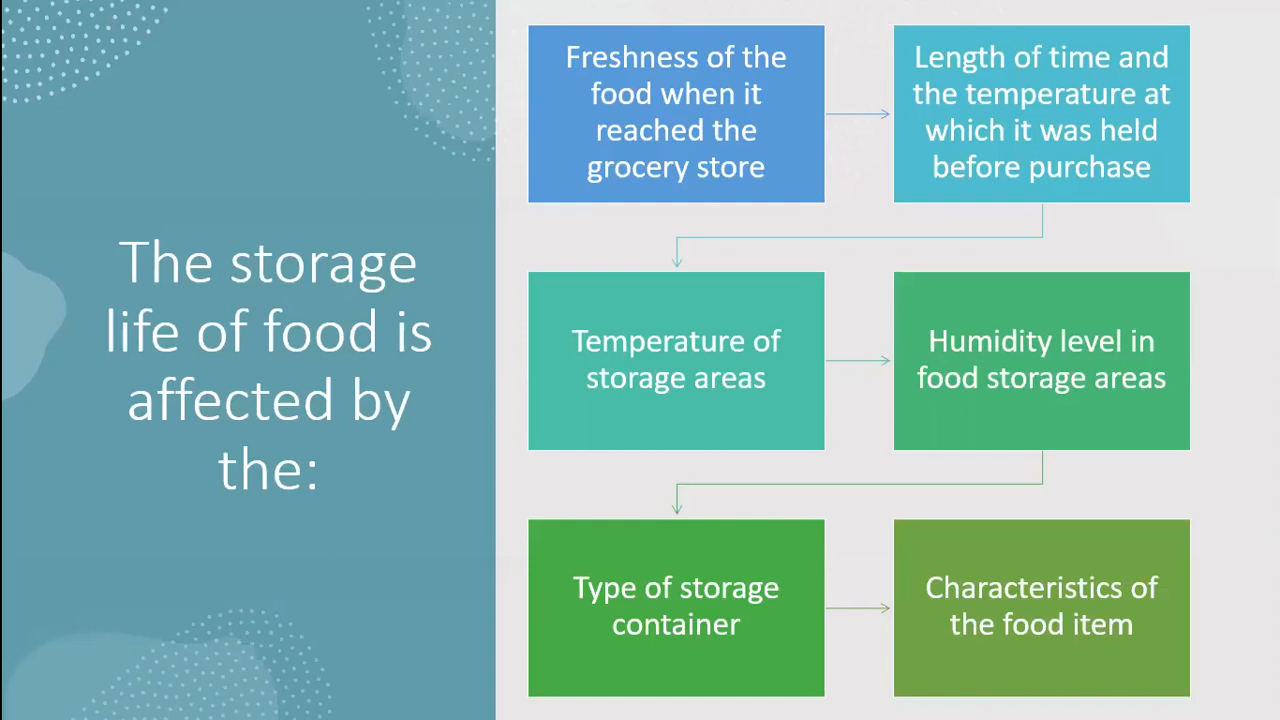 The storage
life of food is
affected by
the:
Freshness of the
food when it
reached the
grocery store
Length of time and
the temperature at
which it was held
before purchase
Temperature of
storage areas
Humidity level in
food storage areas
Type of storage
container
Characteristics of
the food item